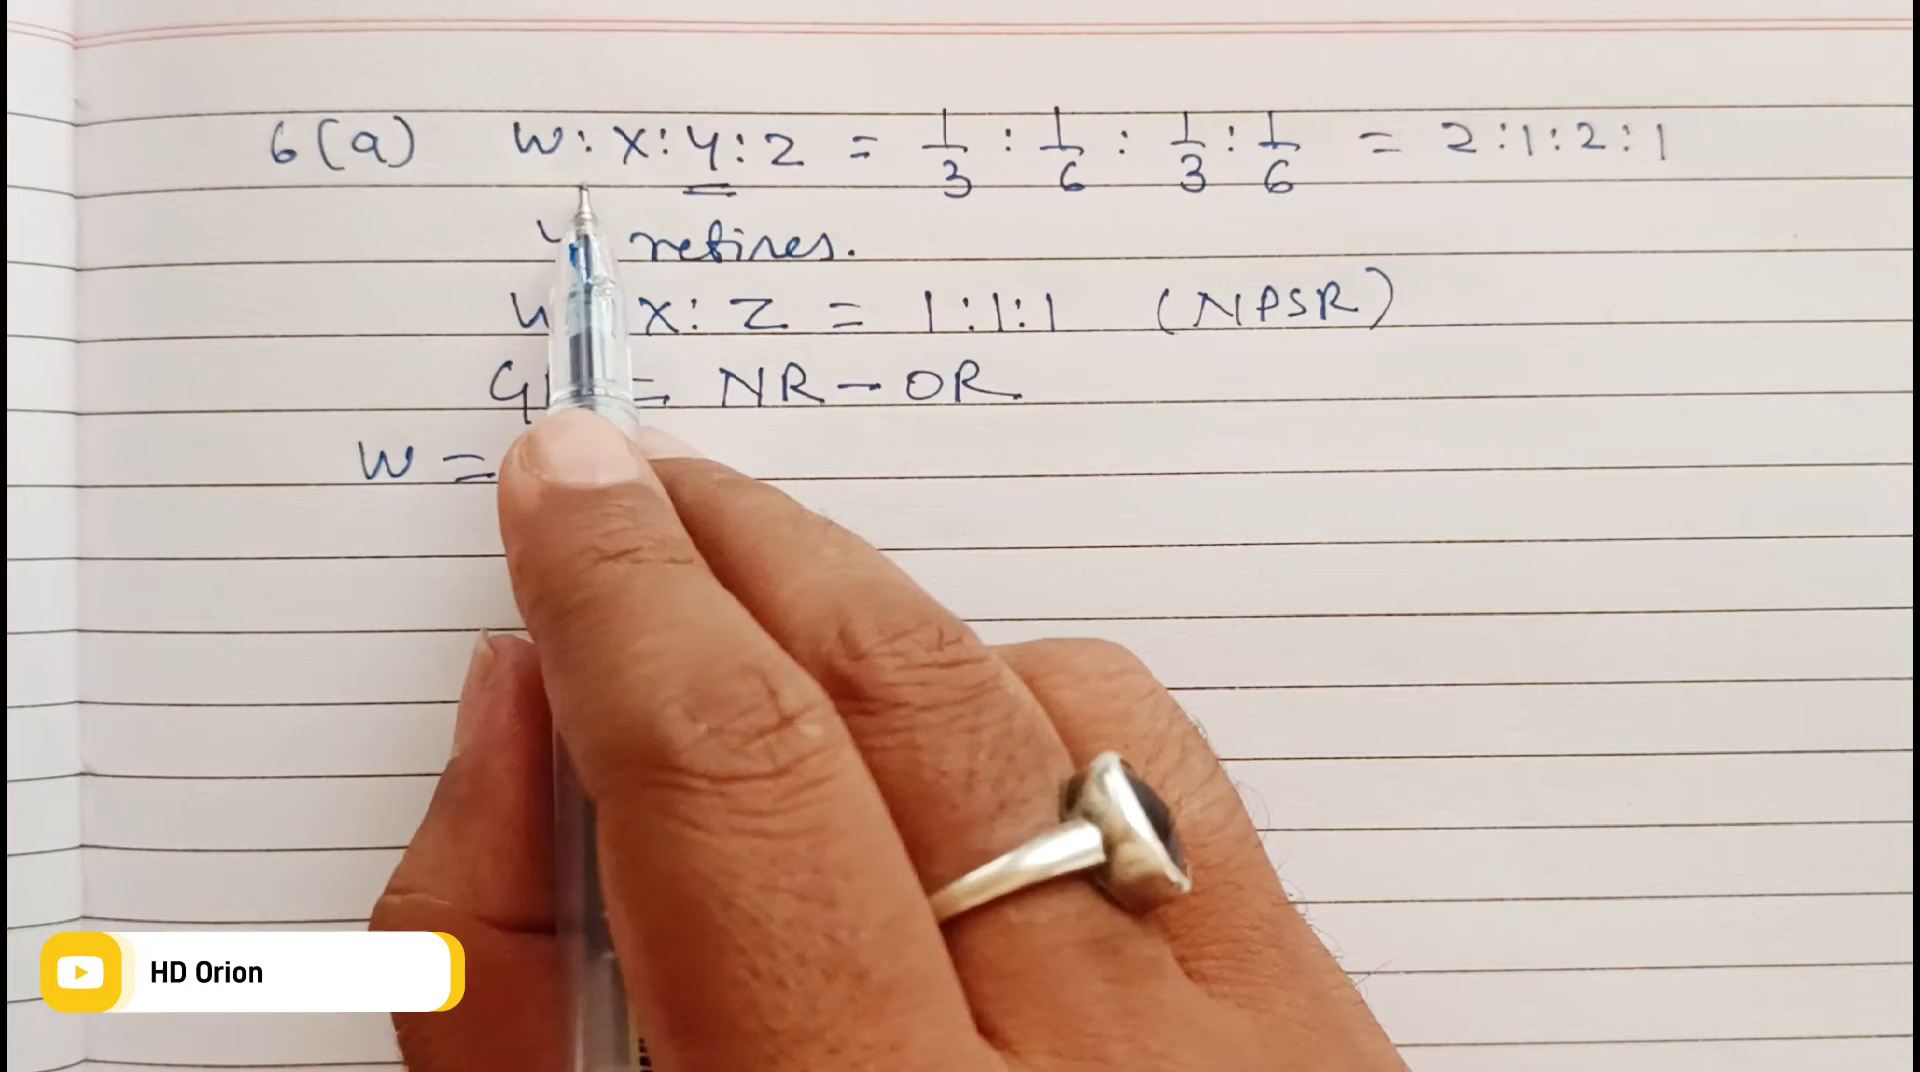 6(a) W : X : Y : Z = 1/3 : 1/6 : 1/3 : 1/6 = 2:1:2:1
retires.
X : Z = 1:1:1 (NPSR)
= NR - OR
W =
HD Orion